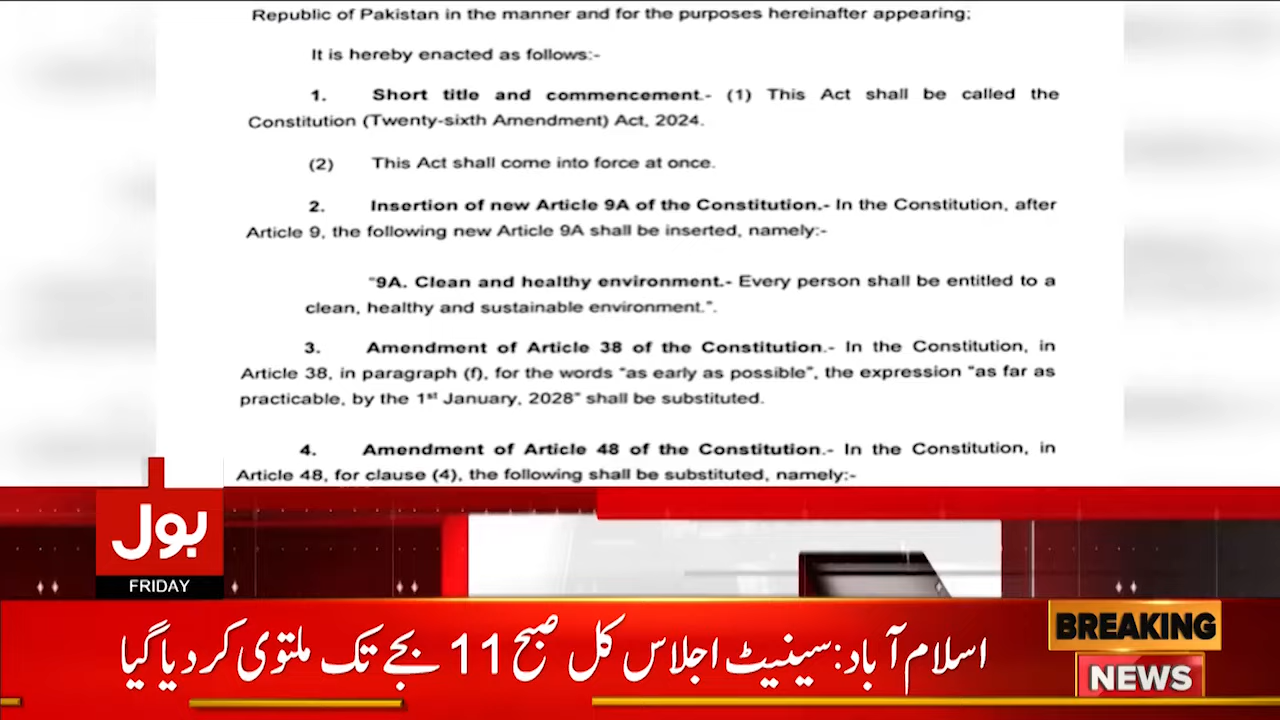 Republic of Pakistan in the manner and for the purposes hereinafter appearing;
It is hereby enacted as follows:-
1. Short title and commencement.- (1) This Act shall be called the
Constitution (Twenty-sixth Amendment) Act, 2024.
(2) This Act shall come into force at once.
2. Insertion of new Article 9A of the Constitution.- In the Constitution, after
Article 9, the following new Article 9A shall be inserted, namely:-
"9A. Clean and healthy environment.- Every person shall be entitled to a
clean, healthy and sustainable environment.".
3. Amendment of Article 38 of the Constitution.- In the Constitution, in
Article 38, in paragraph (f), for the words "as early as possible", the expression "as far as
practicable, by the 1st January, 2028" shall be substituted.
4. Amendment of Article 48 of the Constitution.- In the Constitution, in
Article 48, for clause (4), the following shall be substituted, namely:-
بول
FRIDAY
اسلام آباد: سینیٹ اجلاس کل صبح 11 بجے تک ملتوی کر دیا گیا
BREAKING
NEWS